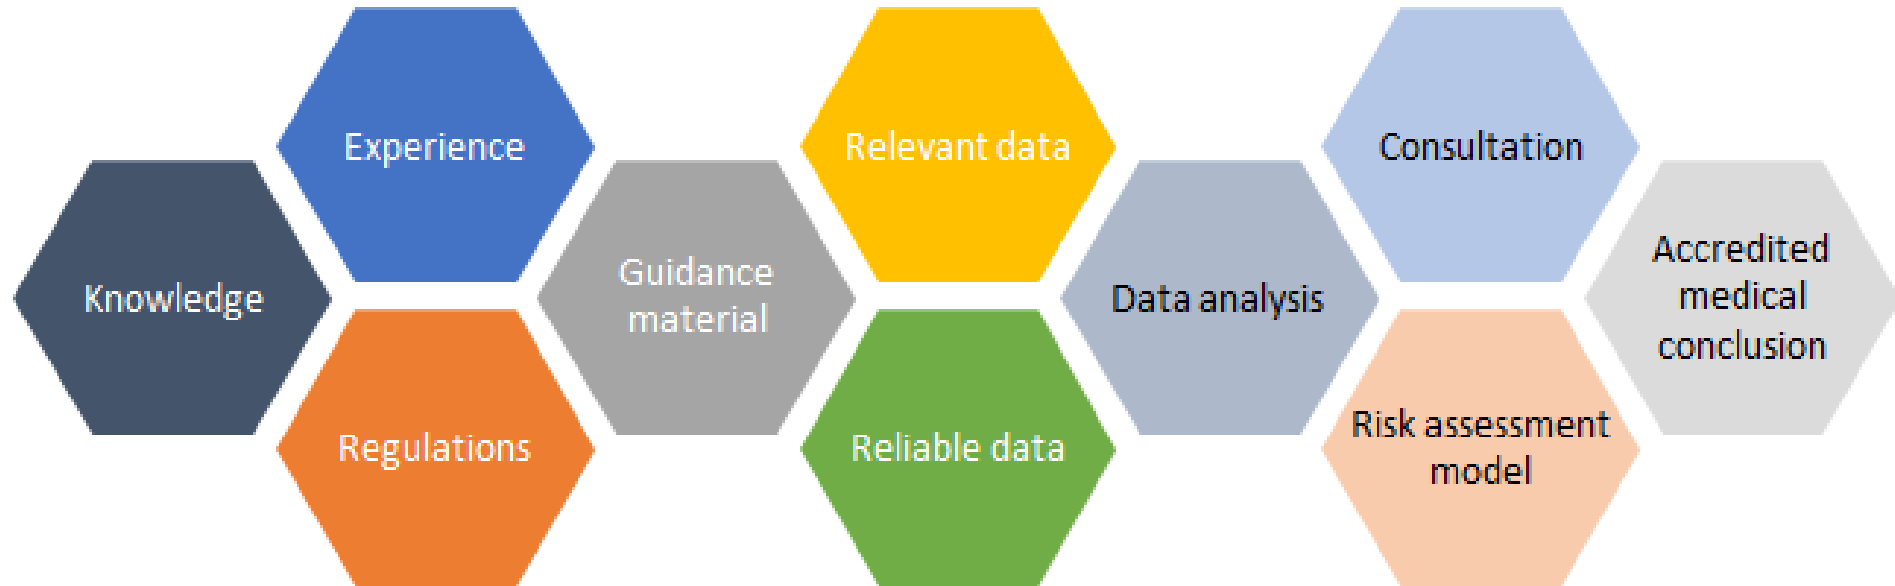 Knowledge
Experience
Regulations
Guidance
material
Relevant data
Reliable data
Data analysis
Consultation
Risk assessment
model
Accredited
medical
conclusion